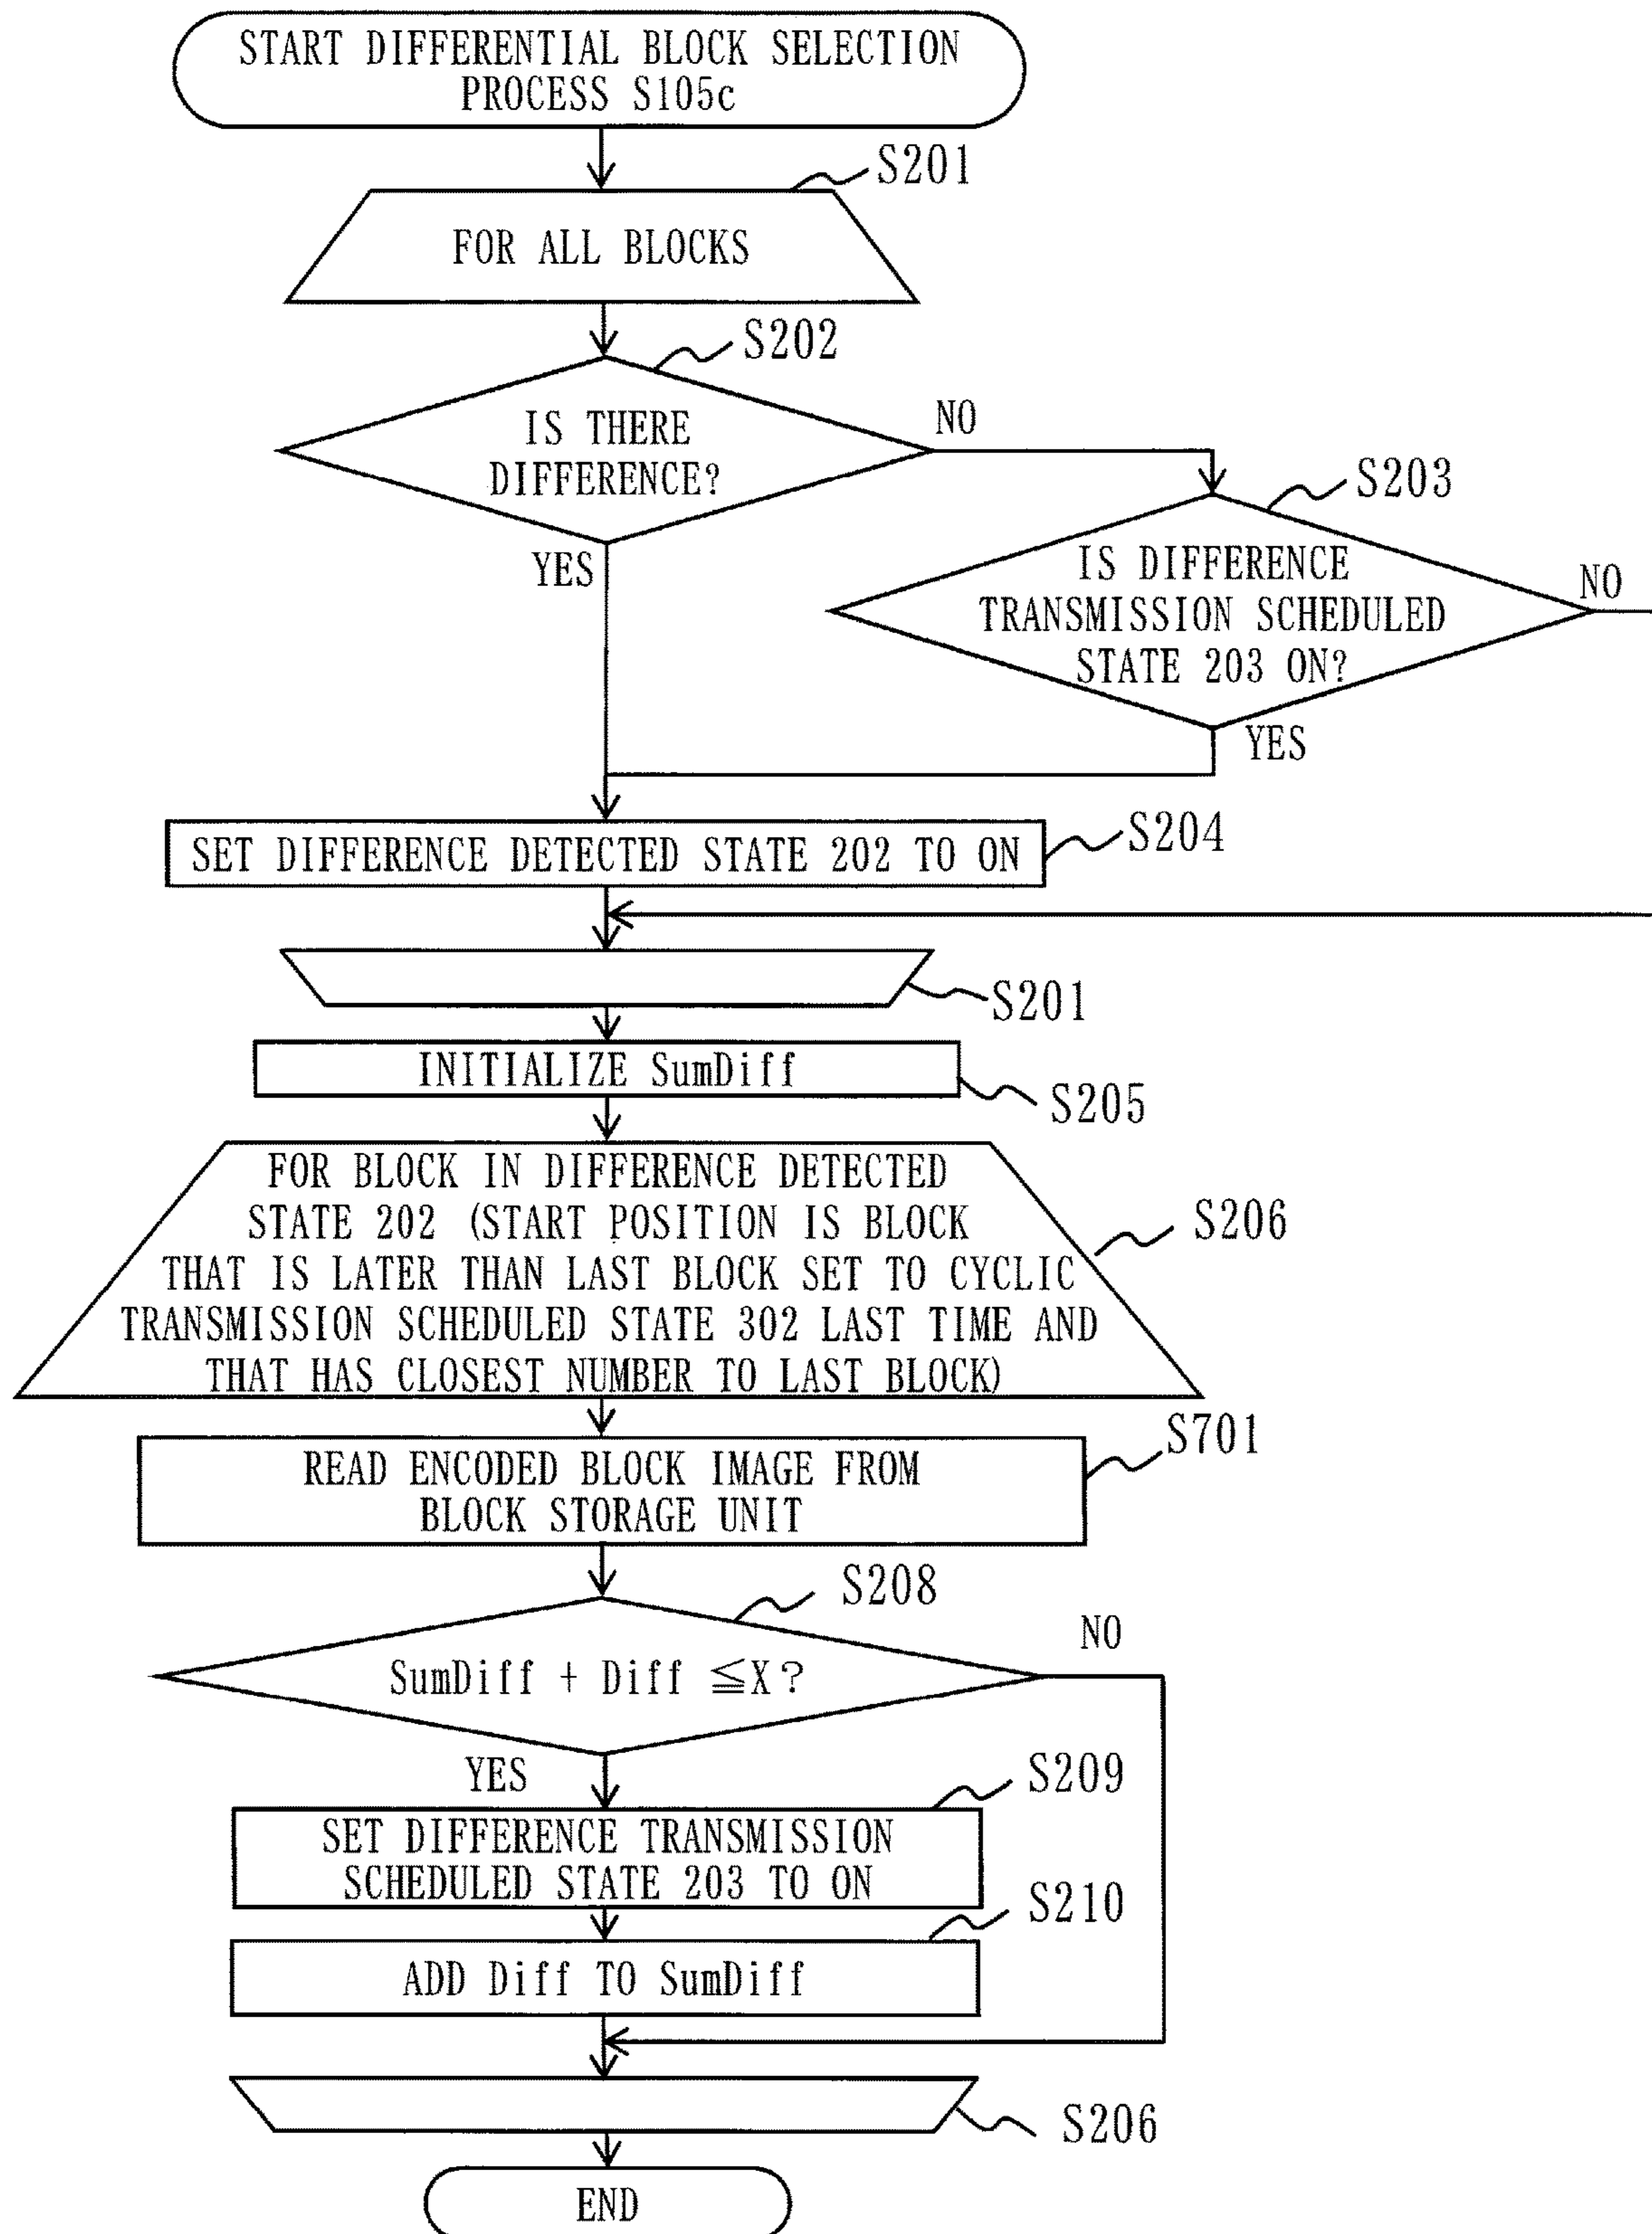 START DIFFERENTIAL BLOCK SELECTION
PROCESS S105c
S201
FOR ALL BLOCKS
S202
IS THERE
DIFFERENCE?
NO
YES
S203
IS DIFFERENCE
TRANSMISSION SCHEDULED
STATE 203 ON?
NO
YES
SET DIFFERENCE DETECTED STATE 202 TO ON
S204
S201
INITIALIZE SumDiff
S205
FOR BLOCK IN DIFFERENCE DETECTED
STATE 202 (START POSITION IS BLOCK
THAT IS LATER THAN LAST BLOCK SET TO CYCLIC
TRANSMISSION SCHEDULED STATE 302 LAST TIME AND
THAT HAS CLOSEST NUMBER TO LAST BLOCK)
S206
S701
READ ENCODED BLOCK IMAGE FROM
BLOCK STORAGE UNIT
S208
SumDiff + Diff ≦X?
NO
YES
S209
SET DIFFERENCE TRANSMISSION
SCHEDULED STATE 203 TO ON
S210
ADD Diff TO SumDiff
S206
END